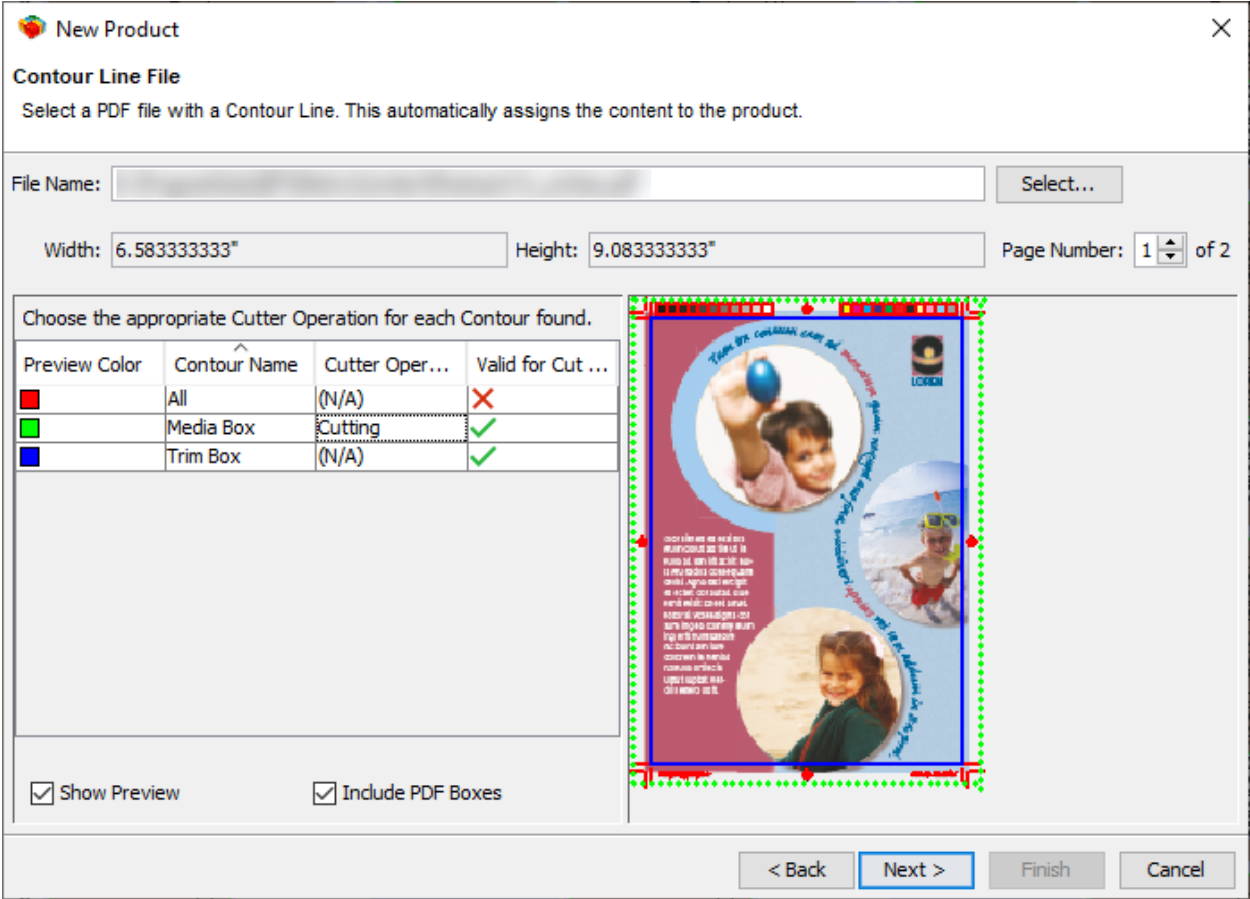 New Product
Contour Line File
Select a PDF file with a Contour Line. This automatically assigns the content to the product.
File Name:
Select...
Width: 6.583333333" Height: 9.083333333" Page Number: 1 of 2
Choose the appropriate Cutter Operation for each Contour found.
Preview Color Contour Name Cutter Oper... Valid for Cut ...
All (N/A)
Media Box Cutting
Trim Box (N/A)
LOREM
Show Preview Include PDF Boxes
< Back Next > Finish Cancel